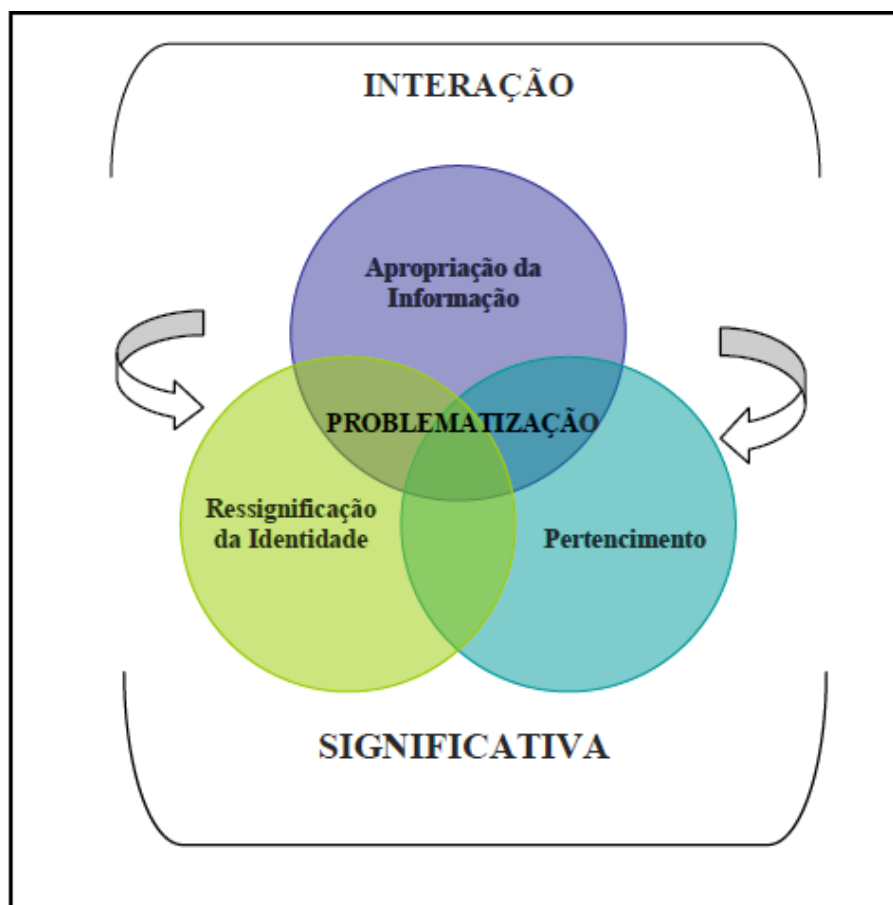 INTERAÇÃO
Apropriação da
Informação
PROBLEMATIZAÇÃO
Ressignificação
da Identidade
Pertencimento
SIGNIFICATIVA